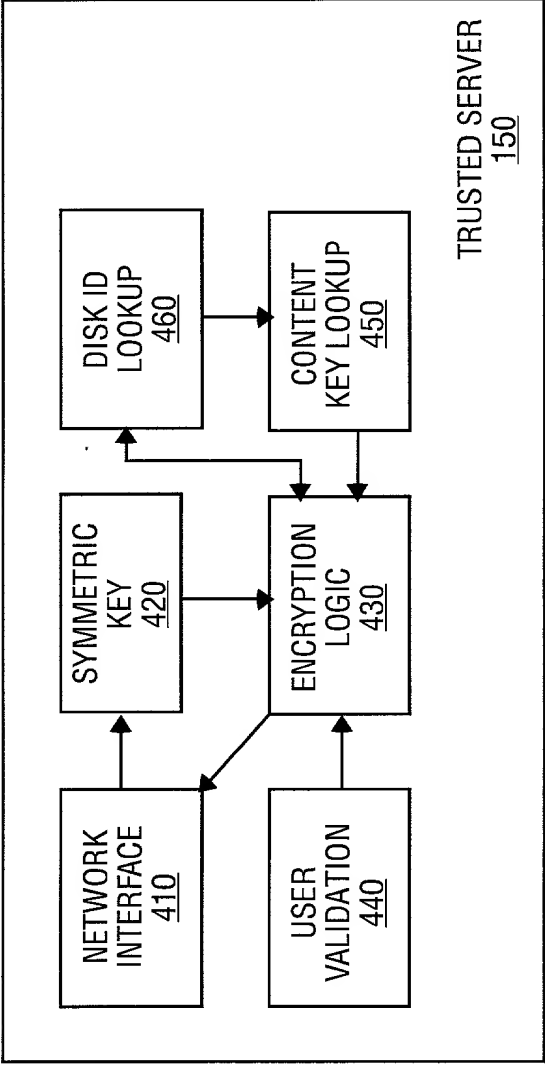 NETWORK
INTERFACE
410
SYMMETRIC
KEY
420
DISK ID
LOOKUP
460
USER
VALIDATION
440
ENCRYPTION
LOGIC
430
CONTENT
KEY LOOKUP
450
TRUSTED SERVER
150